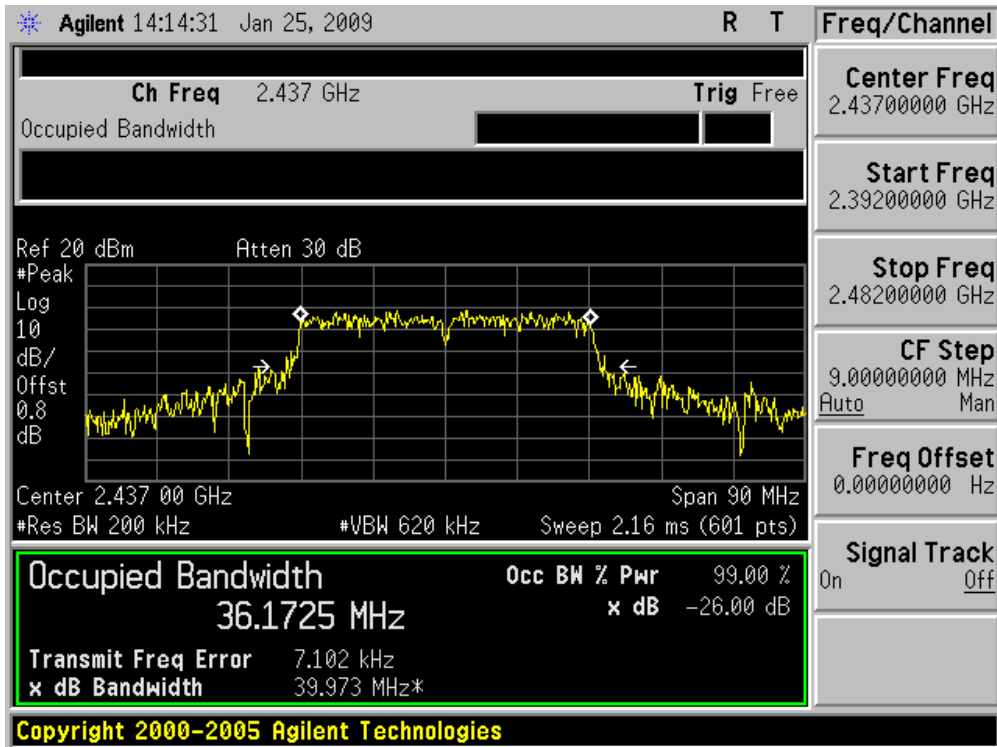 Agilent 14:14:31 Jan 25, 2009 R T
Ch Freq 2.437 GHz Trig Free
Occupied Bandwidth
Ref 20 dBm Atten 30 dB
#Peak
Log
10
dB/
Offst
0.8
dB
Center 2.437 00 GHz Span 90 MHz
#Res BW 200 kHz #VBW 620 kHz Sweep 2.16 ms (601 pts)
Occupied Bandwidth
36.1725 MHz
Occ BW % Pwr 99.00 %
x dB -26.00 dB
Transmit Freq Error 7.102 kHz
x dB Bandwidth 39.973 MHz*
Copyright 2000-2005 Agilent Technologies
Freq/Channel
Center Freq
2.43700000 GHz
Start Freq
2.39200000 GHz
Stop Freq
2.48200000 GHz
CF Step
9.00000000 MHz
Auto Man
Freq Offset
0.00000000 Hz
Signal Track
On Off